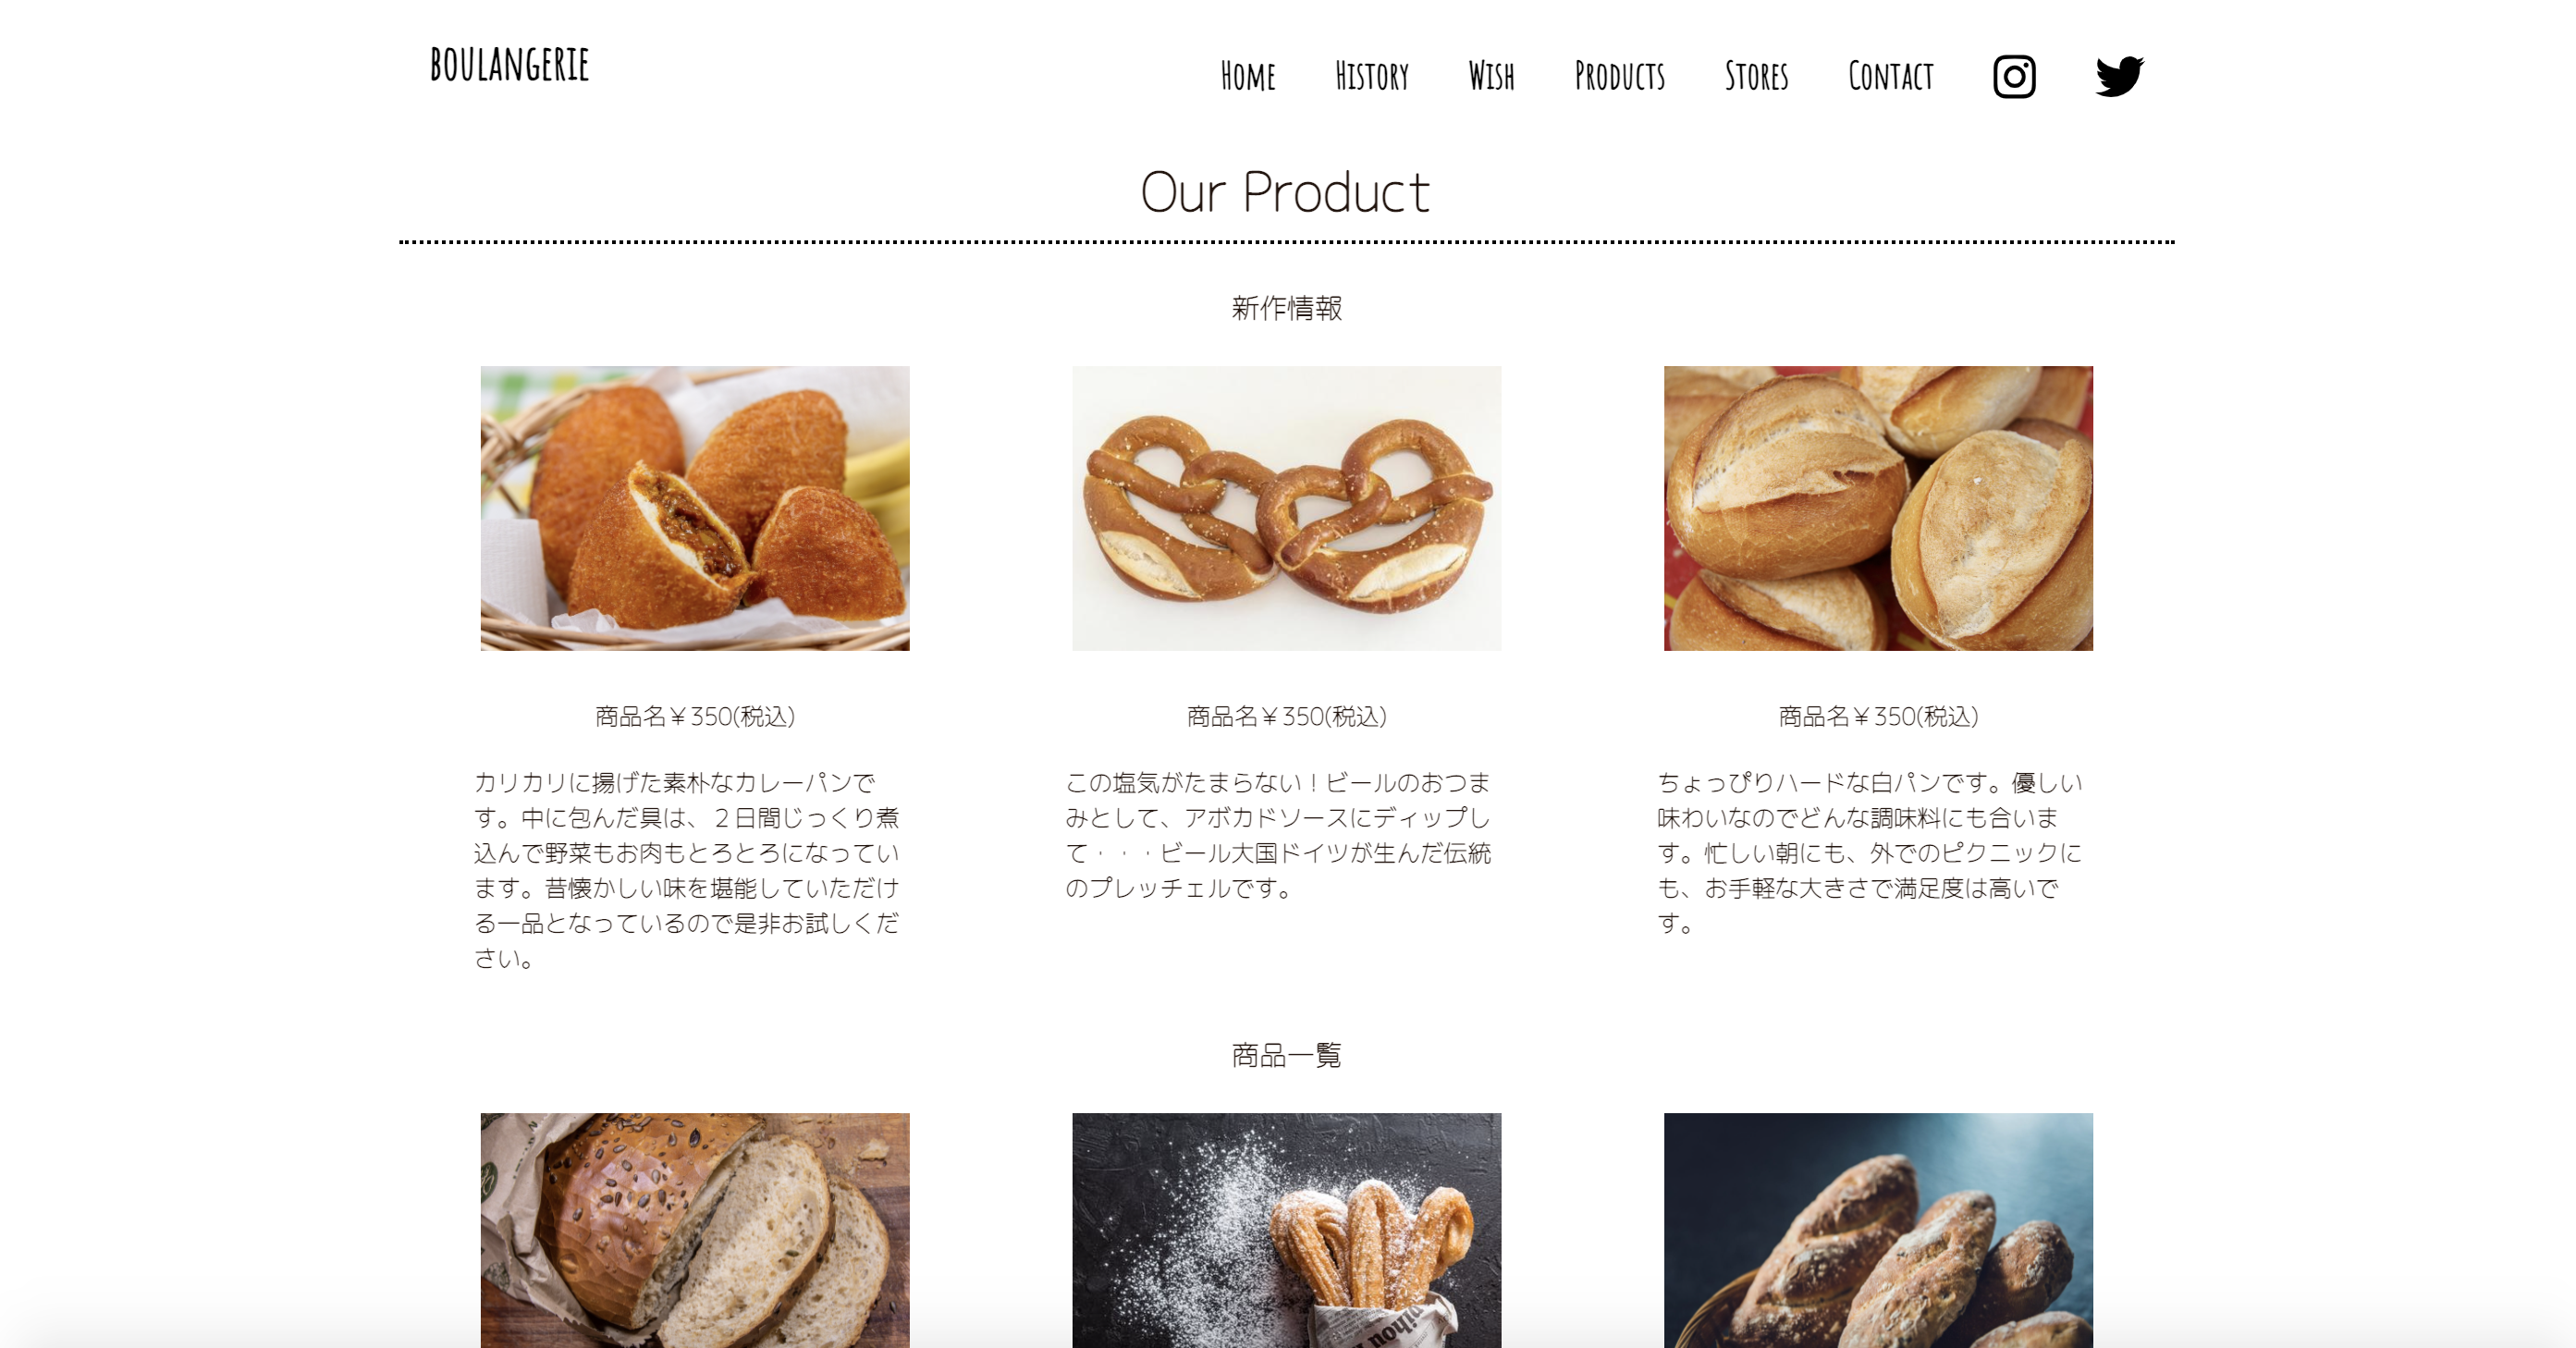 BOULANGERIE
Home History Wish Products Stores Contact
Our Product
新作情報
商品名￥350(税込)
カリカリに揚げた素朴なカレーパンで
す。中に包んだ具は、２日間じっくり煮
込んで野菜もお肉もとろとろになってい
ます。昔懐かしい味を堪能していただけ
る一品となっているので是非お試しくだ
さい。
商品名￥350(税込)
この塩気がたまらない！ビールのおつま
みとして、アボカドソースにディップし
て・・・ビール大国ドイツが生んだ伝統
のプレッチェルです。
商品名￥350(税込)
ちょっぴりハードな白パンです。優しい
味わいなのでどんな調味料にも合いま
す。忙しい朝にも、外でのピクニックに
も、お手軽な大きさで満足度は高いで
す。
商品一覧